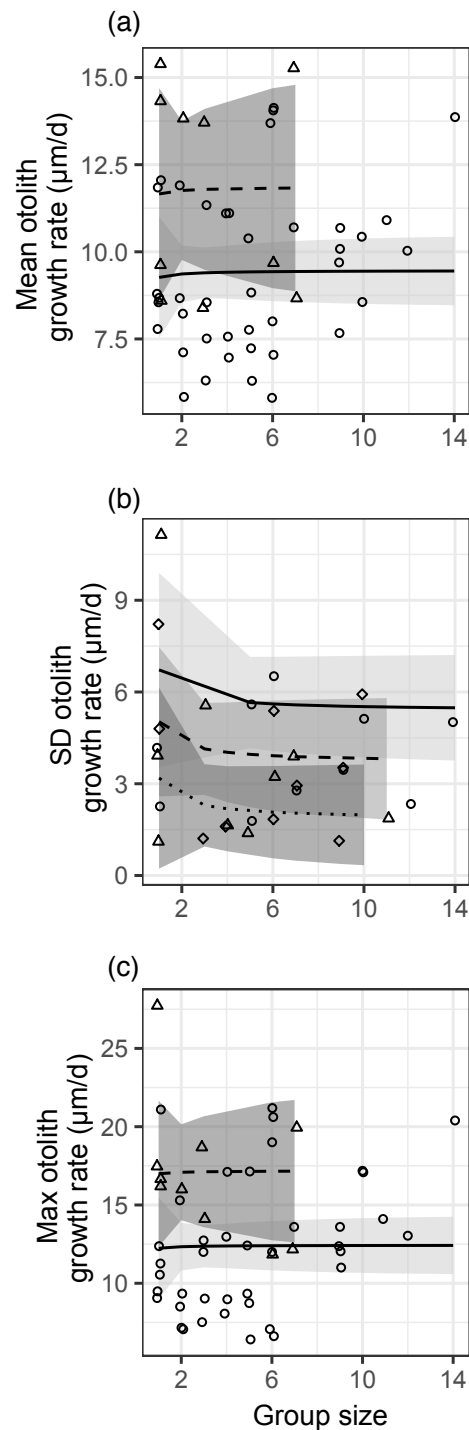 (a)
15.0
12.5
10.0
7.5
Mean otolith
growth rate (μm/d)
2
6
10
14
(b)
9
6
3
0
SD otolith
growth rate (μm/d)
2
6
10
14
(c)
25
20
15
10
Max otolith
growth rate (μm/d)
2
6
10
14
Group size